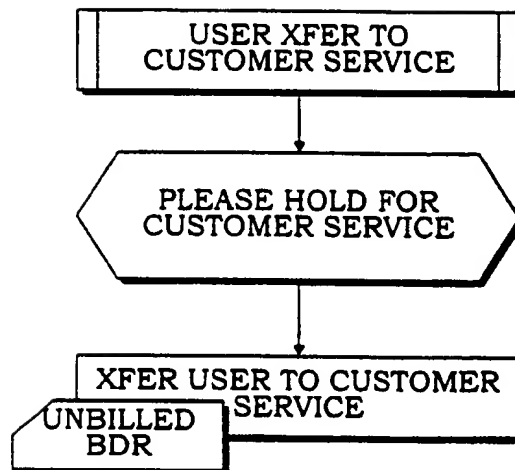 USER XFER TO
CUSTOMER SERVICE
PLEASE HOLD FOR
CUSTOMER SERVICE
XFER USER TO CUSTOMER
SERVICE
UNBILLED
BDR